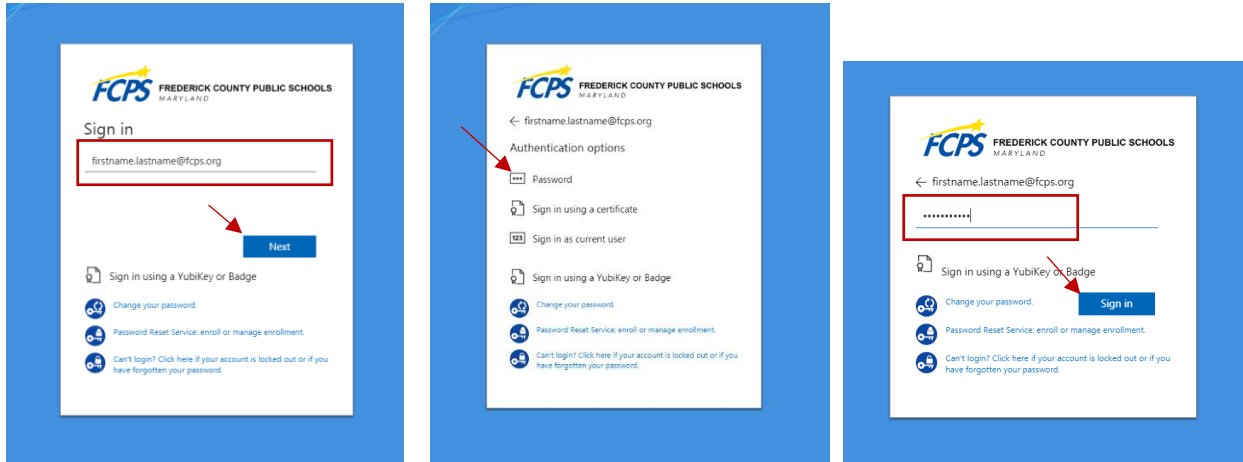 FCPS FREDERICK COUNTY PUBLIC SCHOOLS
MARYLAND
Sign in
firstname.lastname@fcps.org
Next
Sign in using a YubiKey or Badge
Change your password.
Password Reset Service: enroll or manage enrollment.
Can't login? Click here if your account is locked out or if you
have forgotten your password.
FCPS FREDERICK COUNTY PUBLIC SCHOOLS
MARYLAND
← firstname.lastname@fcps.org
Authentication options
Password
Sign in using a certificate
123 Sign in as current user
Sign in using a YubiKey or Badge
Change your password.
Password Reset Service: enroll or manage enrollment.
Can't login? Click here if your account is locked out or if you
have forgotten your password.
FCPS FREDERICK COUNTY PUBLIC SCHOOLS
MARYLAND
← firstname.lastname@fcps.org
•••••••••••
Sign in using a YubiKey or Badge
Change your password.
Sign in
Password Reset Service: enroll or manage enrollment.
Can't login? Click here if your account is locked out or if you
have forgotten your password.